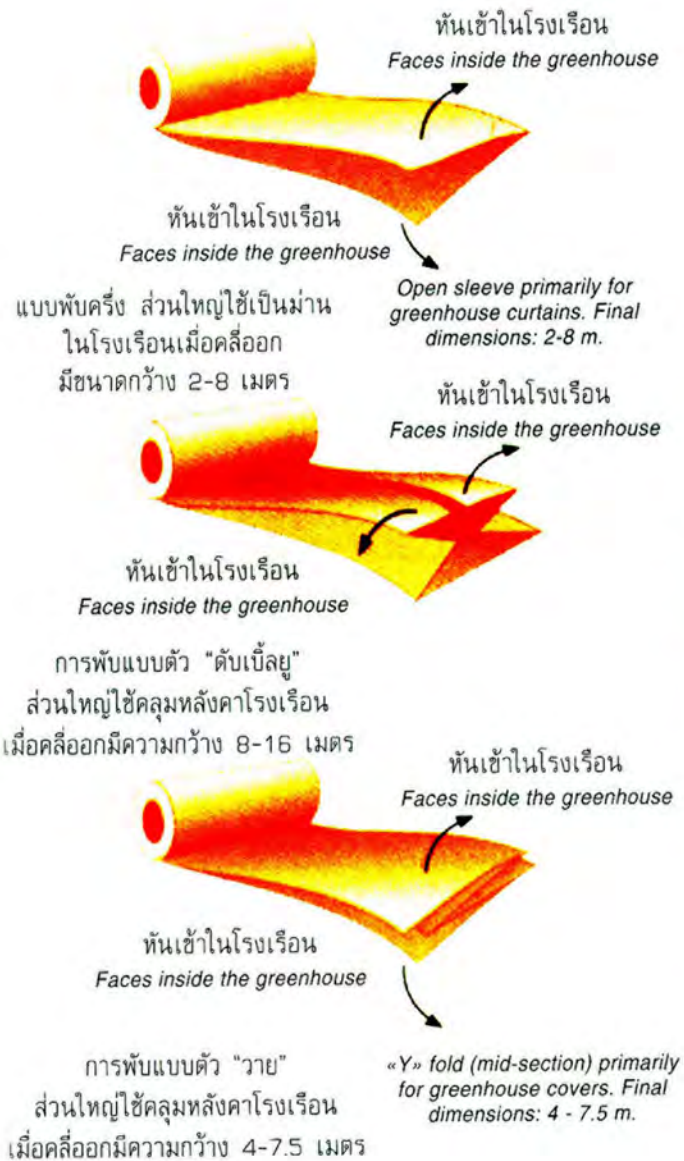 หันเข้าในโรงเรือน
Faces inside the greenhouse
หันเข้าในโรงเรือน
Faces inside the greenhouse
แบบพับครึ่ง ส่วนใหญ่ใช้เป็นม่าน
ในโรงเรือนเมื่อคลี่ออก
มีขนาดกว้าง 2-8 เมตร
Open sleeve primarily for
greenhouse curtains. Final
dimensions: 2-8 m.
หันเข้าในโรงเรือน
Faces inside the greenhouse
หันเข้าในโรงเรือน
Faces inside the greenhouse
การพับแบบตัว "ดับเบิ้ลยู"
ส่วนใหญ่ใช้คลุมหลังคาโรงเรือน
เมื่อคลี่ออกมีความกว้าง 8-16 เมตร
หันเข้าในโรงเรือน
Faces inside the greenhouse
หันเข้าในโรงเรือน
Faces inside the greenhouse
การพับแบบตัว "วาย"
ส่วนใหญ่ใช้คลุมหลังคาโรงเรือน
เมื่อคลี่ออกมีความกว้าง 4-7.5 เมตร
«Y» fold (mid-section) primarily
for greenhouse covers. Final
dimensions: 4 - 7.5 m.